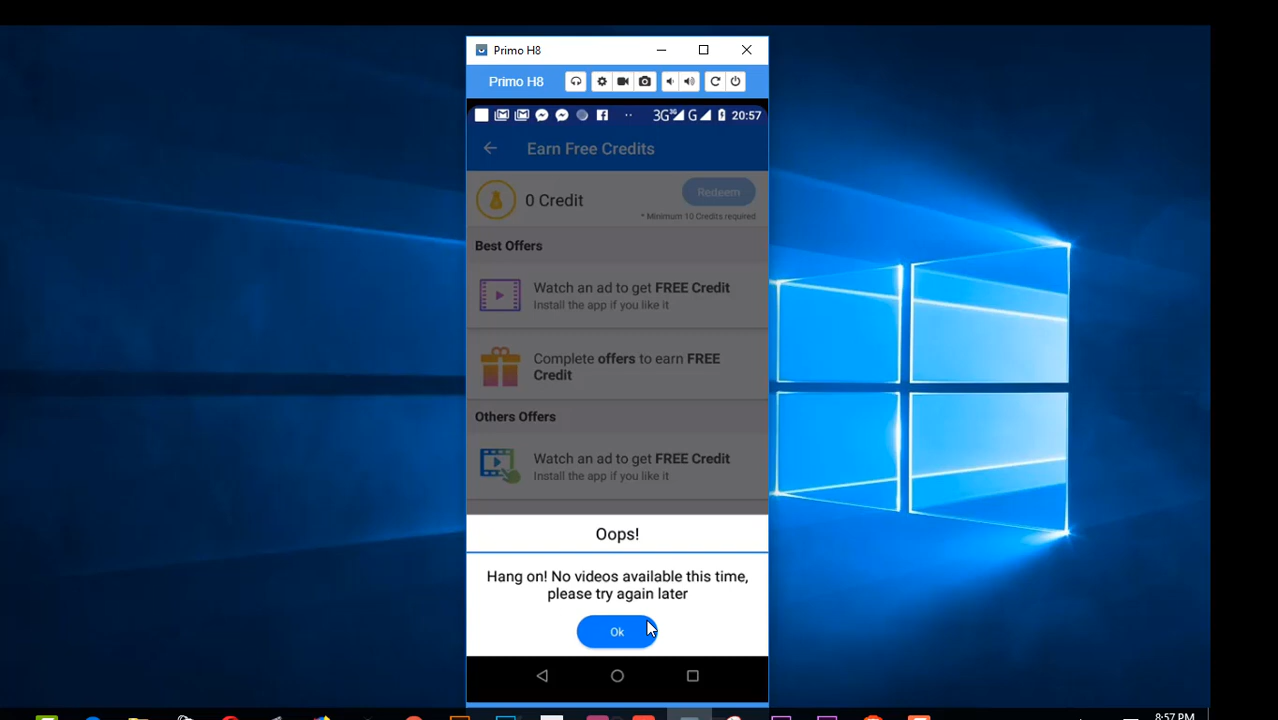 Primo H8
Primo H8
3G 3G G 20:57
Earn Free Credits
0 Credit
Redeem
* Minimum 10 Credits required
Best Offers
Watch an ad to get FREE Credit
Install the app if you like it
Complete offers to earn FREE
Credit
Others Offers
Watch an ad to get FREE Credit
Install the app if you like it
Oops!
Hang on! No videos available this time,
please try again later
Ok
8:57 PM